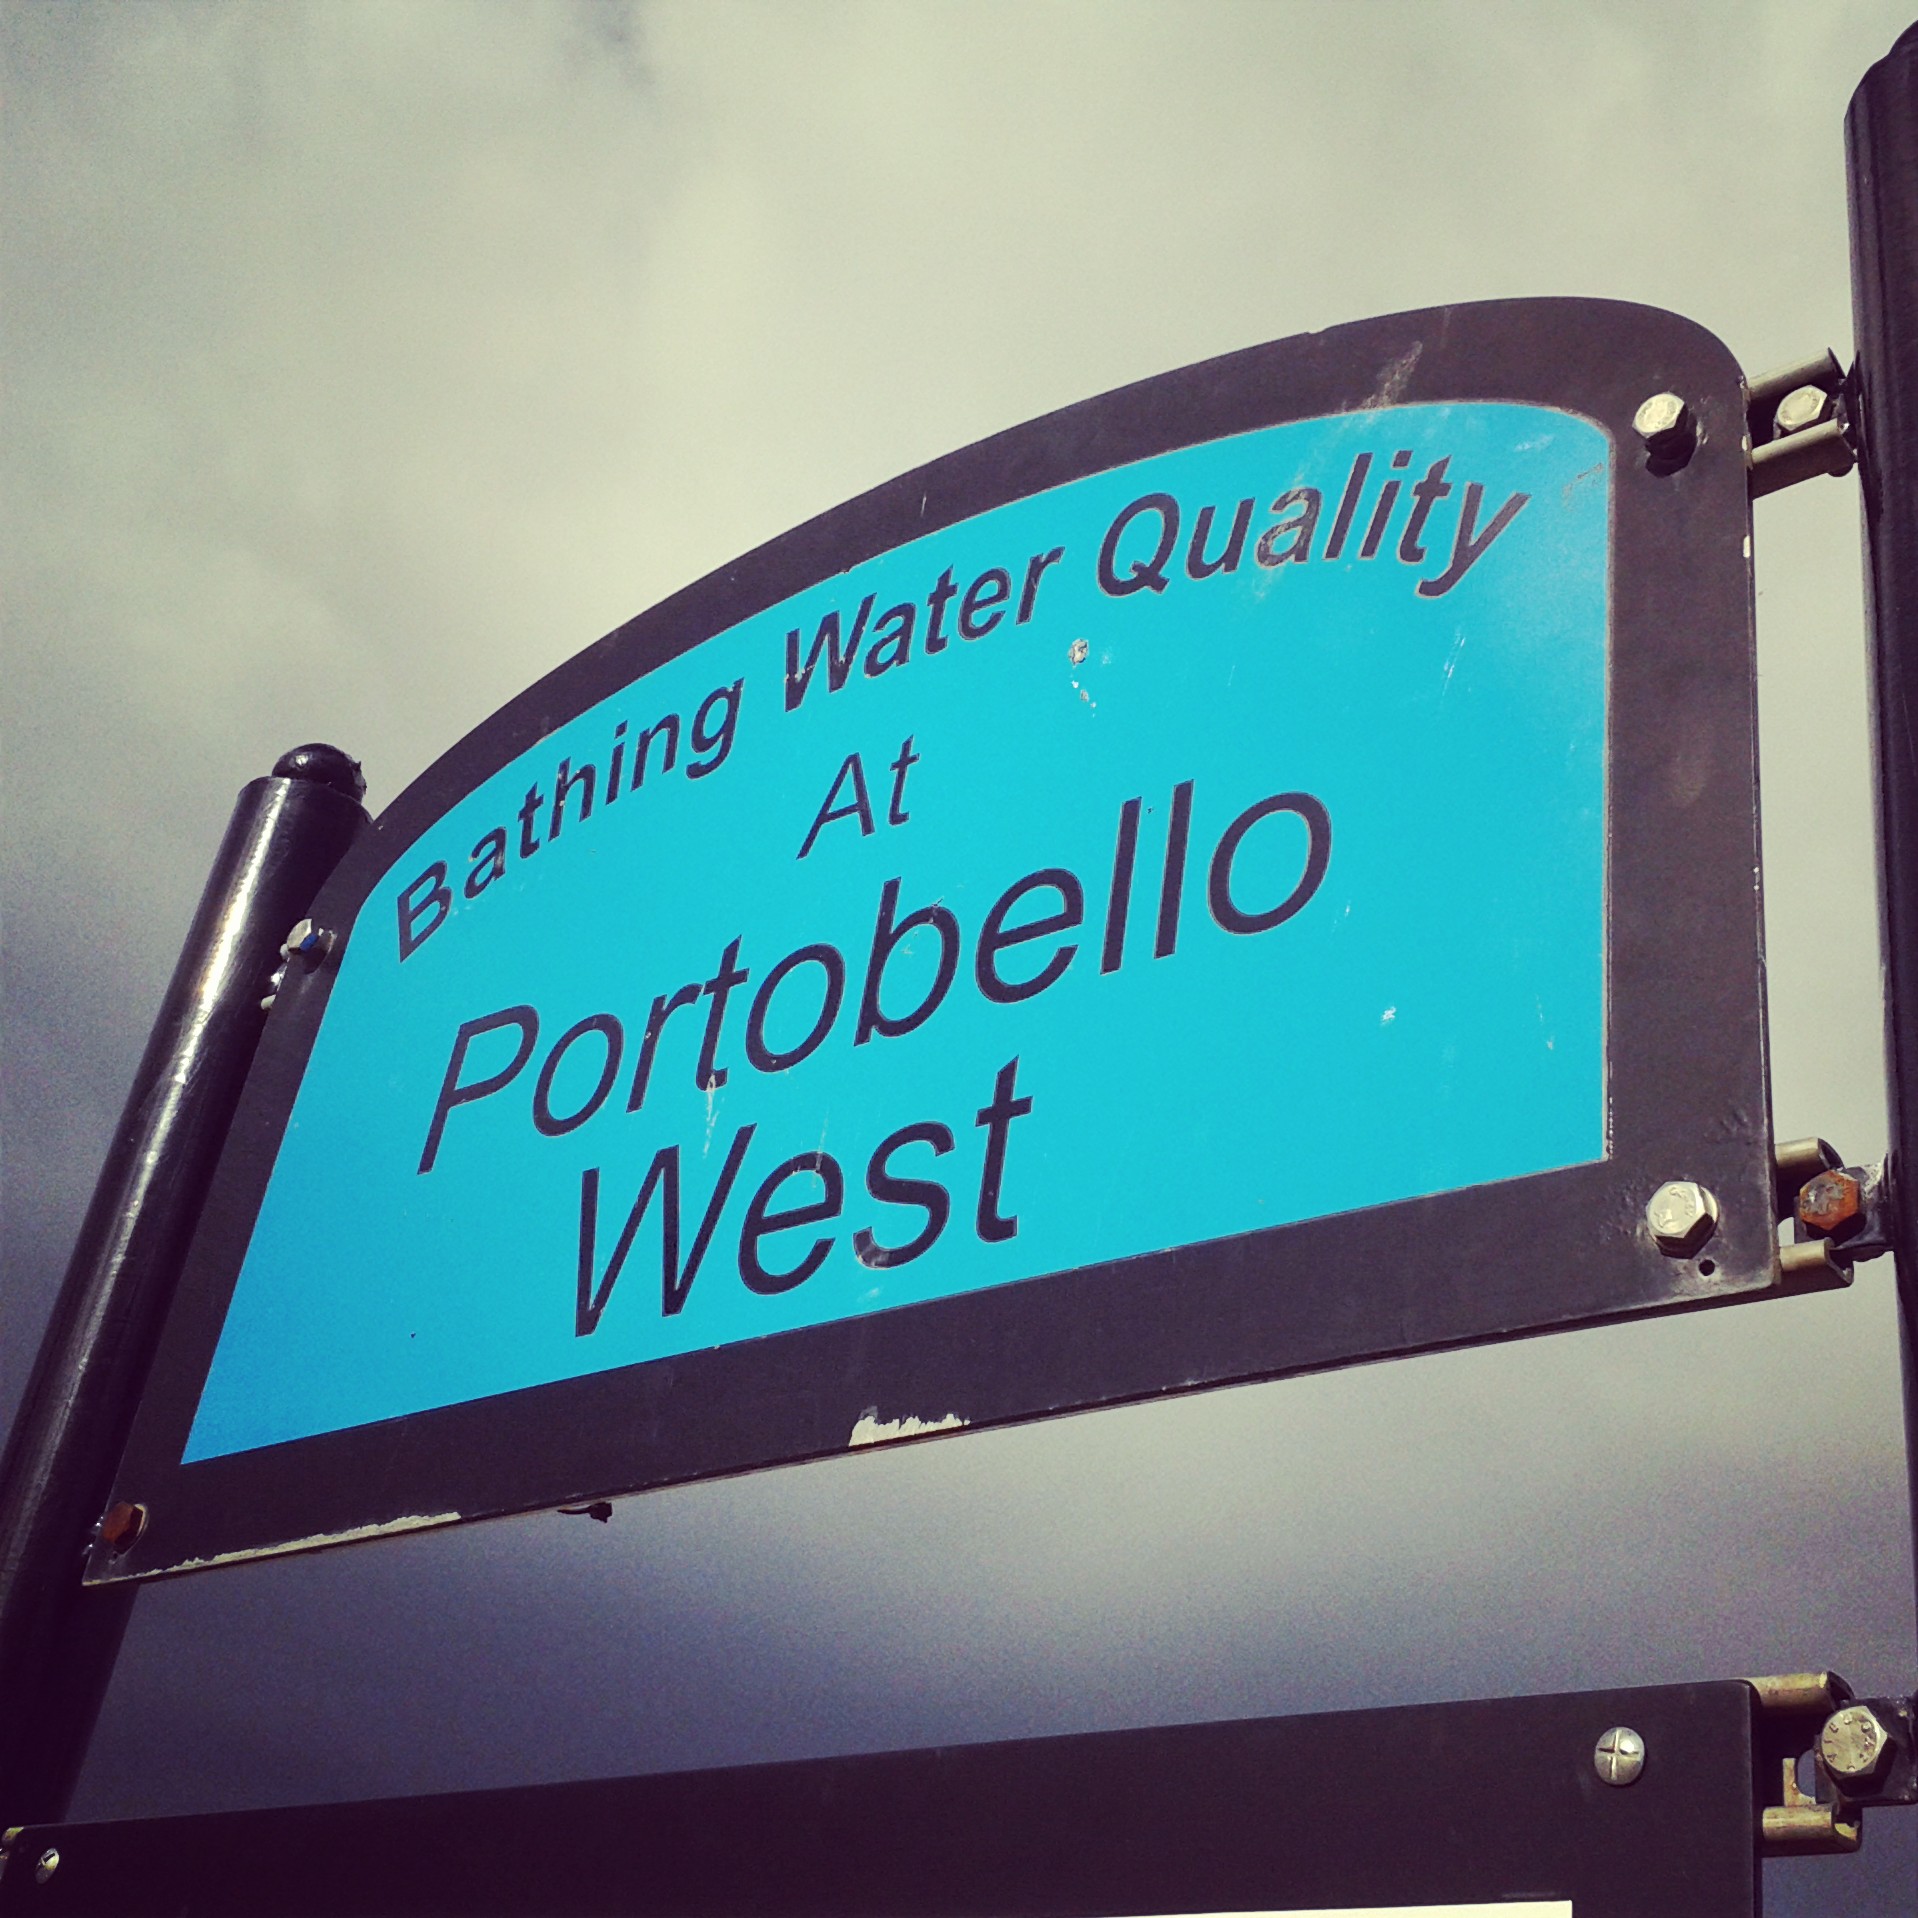 Bathing Water Quality
At
Portobello
West